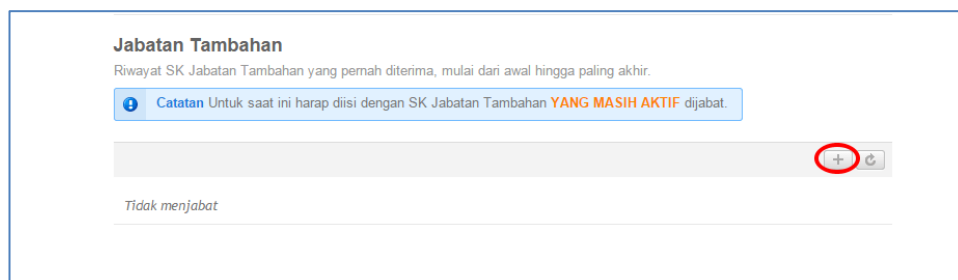 Jabatan Tambahan
Riwayat SK Jabatan Tambahan yang pernah diterima, mulai dari awal hingga paling akhir.
Catatan Untuk saat ini harap diisi dengan SK Jabatan Tambahan YANG MASIH AKTIF dijabat.
Tidak menjabat